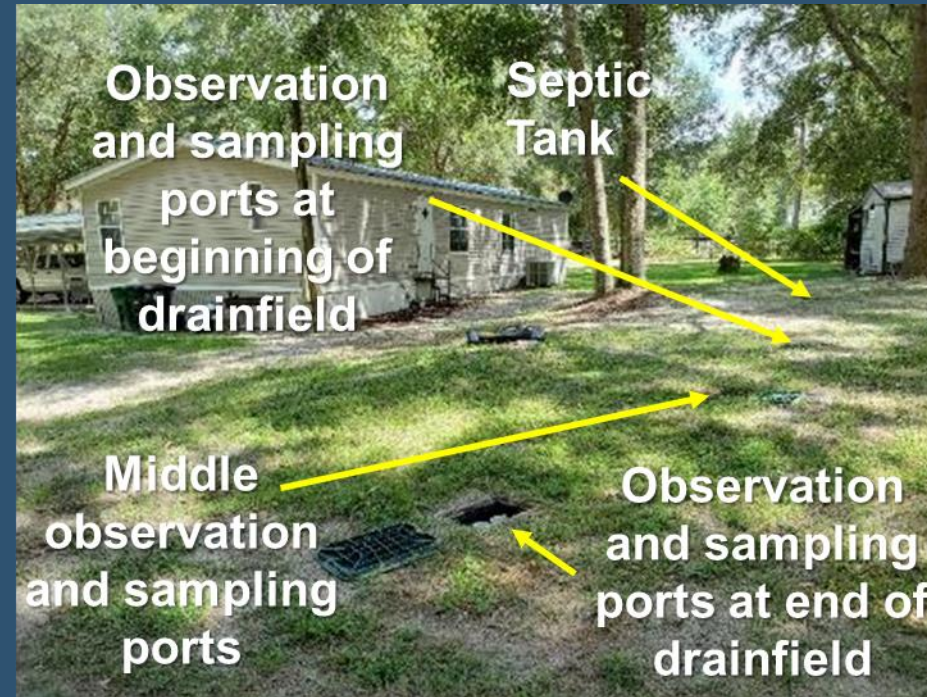 Observation
and sampling
ports at
beginning of
drainfield
Septic
Tank
Middle
observation
and sampling
ports
Observation
and sampling
ports at end of
drainfield